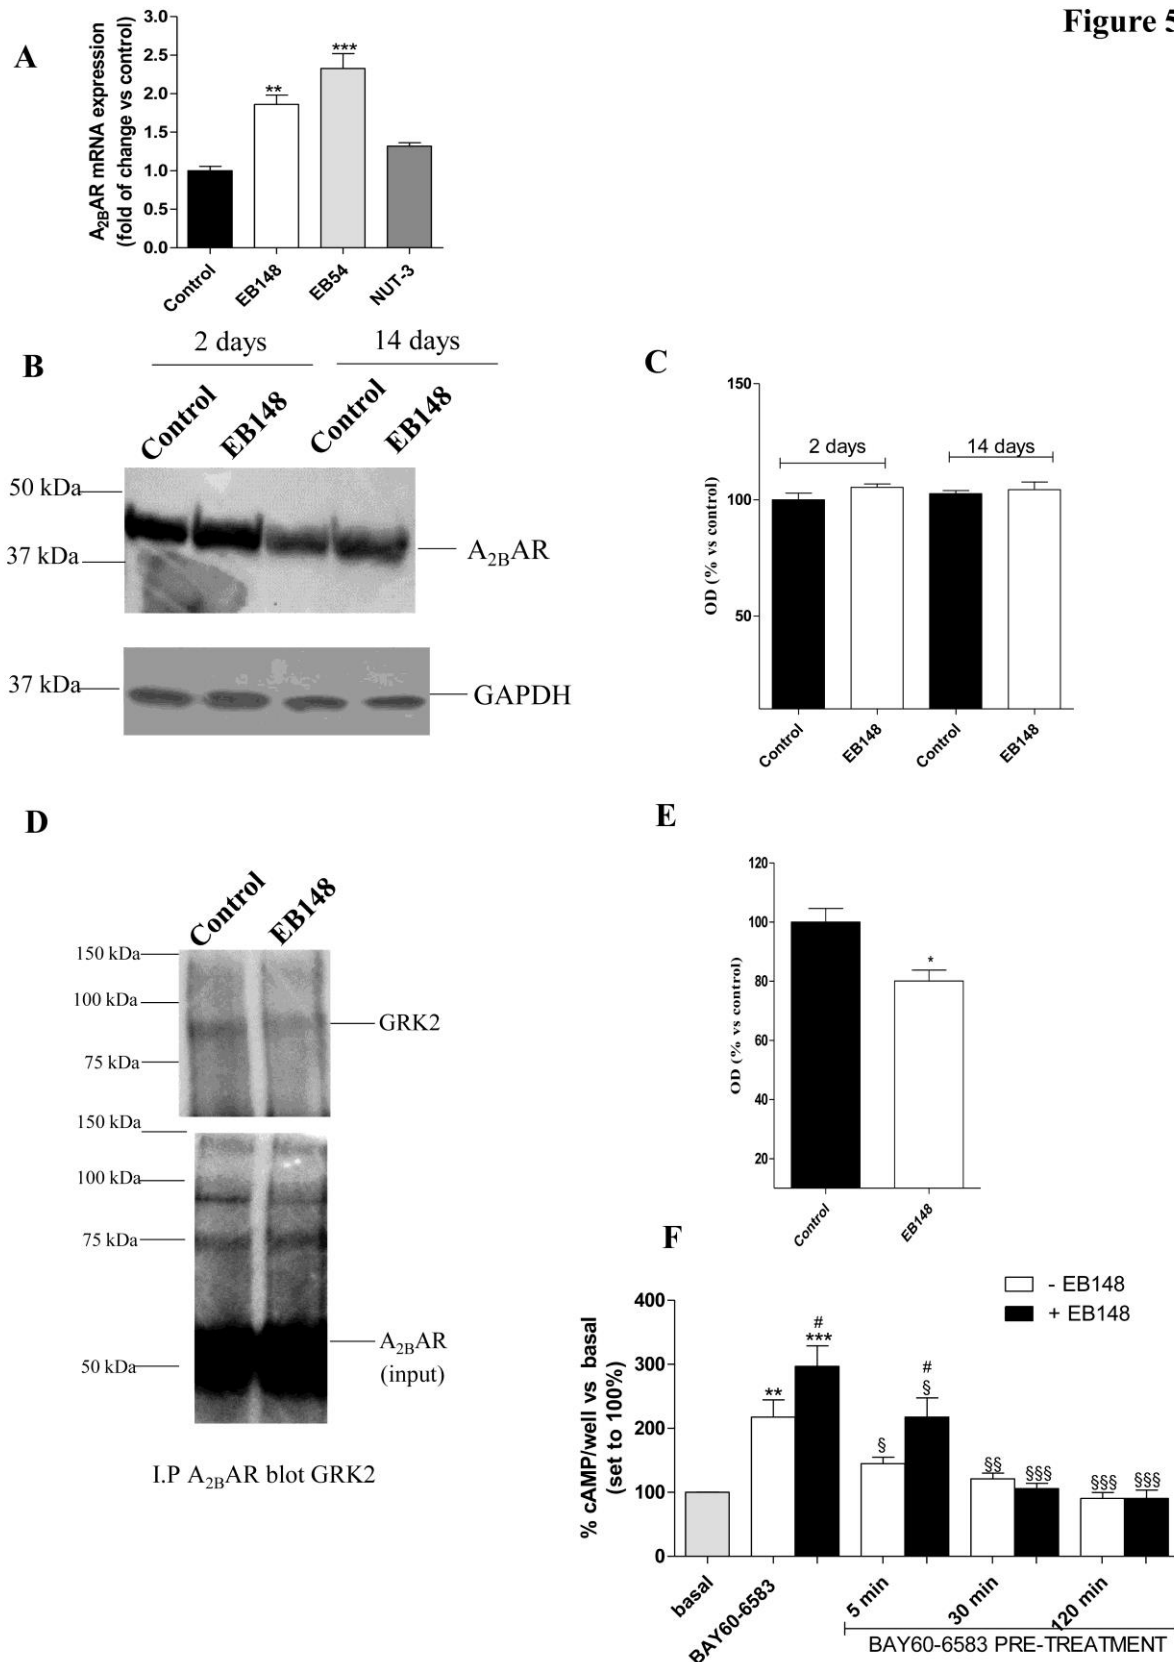 Figure 5
A
A2BAR mRNA expression
(fold of change vs control)
3.0
2.5
2.0
1.5
1.0
0.5
0.0
**
***
Control
EB148
EB54
NUT-3
B
2 days
14 days
Control
EB148
Control
EB148
50 kDa
37 kDa
A2BAR
37 kDa
GAPDH
C
OD (% vs control)
150
100
50
2 days
14 days
Control
EB148
Control
EB148
D
Control
EB148
150 kDa
100 kDa
75 kDa
GRK2
150 kDa
100 kDa
75 kDa
50 kDa
A2BAR
(input)
I.P A2BAR blot GRK2
E
OD (% vs control)
120
100
80
60
40
20
*
Control
EB148
F
- EB148
+ EB148
% cAMP/well vs basal
(set to 100%)
400
300
200
100
0
**
#
***
§
#
§
§§
§§§
§§§
§§§
basal
BAY60-6583
5 min
30 min
120 min
BAY60-6583 PRE-TREATMENT